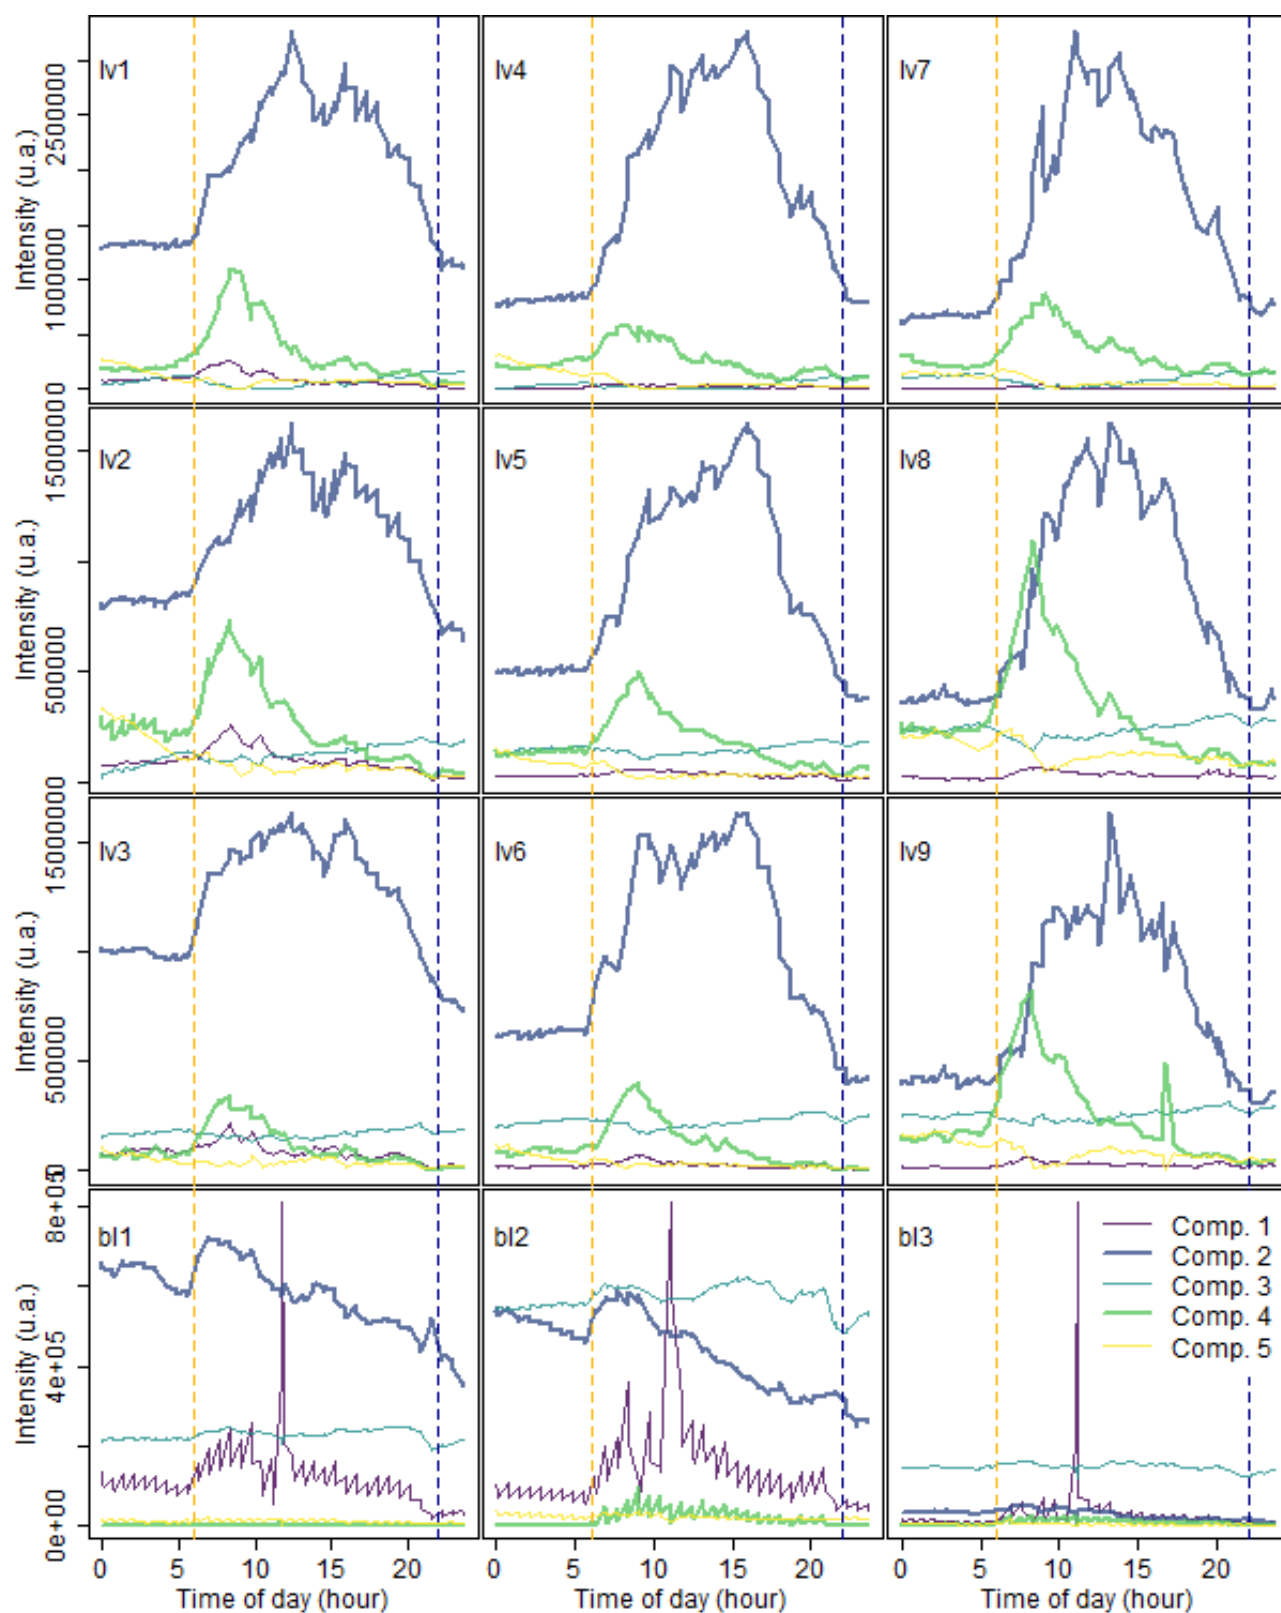 lv1
lv4
lv7
Intensity (u.a.)
2500000
1000000
0
lv2
lv5
lv8
Intensity (u.a.)
1500000
500000
0
lv3
lv6
lv9
Intensity (u.a.)
1500000
500000
0
bl1
bl2
bl3
Intensity (u.a.)
8e+05
4e+05
0e+00
Comp. 1
Comp. 2
Comp. 3
Comp. 4
Comp. 5
0 5 10 15 20
0 5 10 15 20
0 5 10 15 20
Time of day (hour)
Time of day (hour)
Time of day (hour)